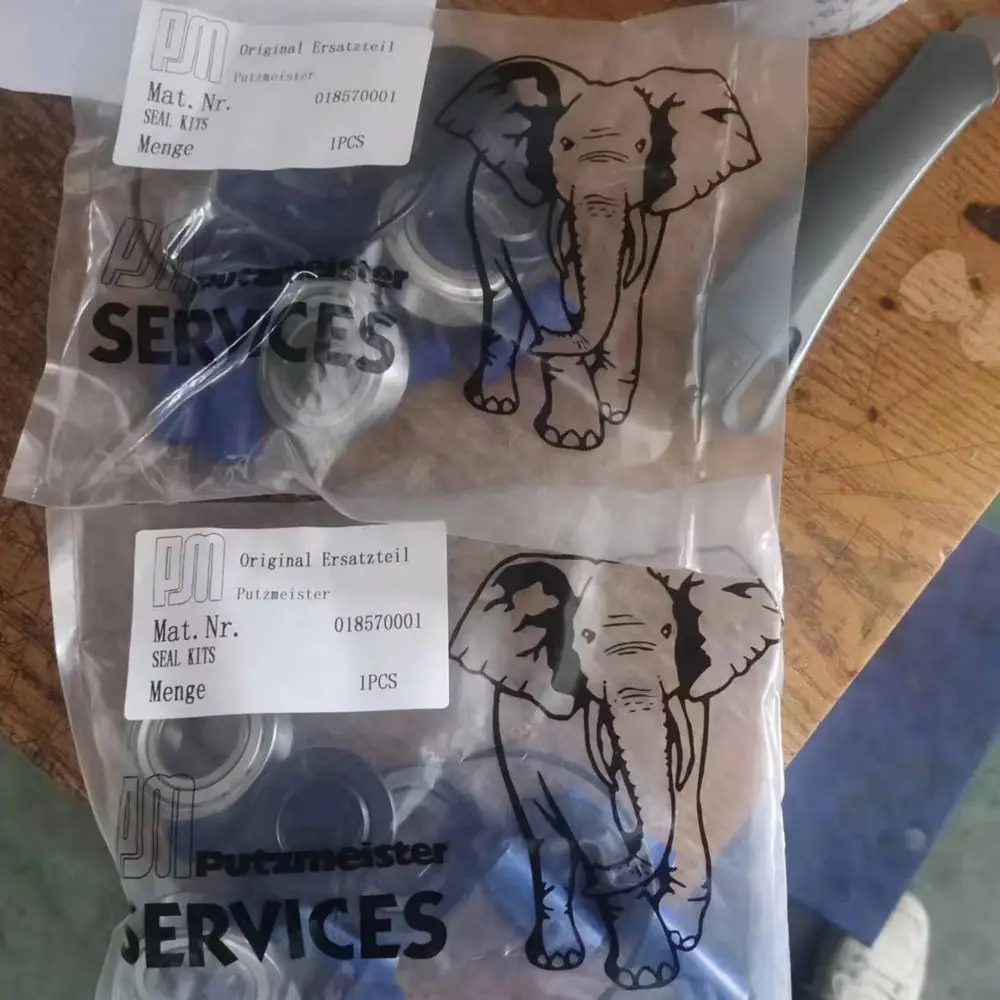 PM
Original Ersatzteil
Putzmeister
Mat. Nr. 018570001
SEAL KITS
Menge 1PCS
PM Putzmeister
SERVICES
PM
Original Ersatzteil
Putzmeister
Mat. Nr. 018570001
SEAL KITS
Menge 1PCS
PM Putzmeister
SERVICES